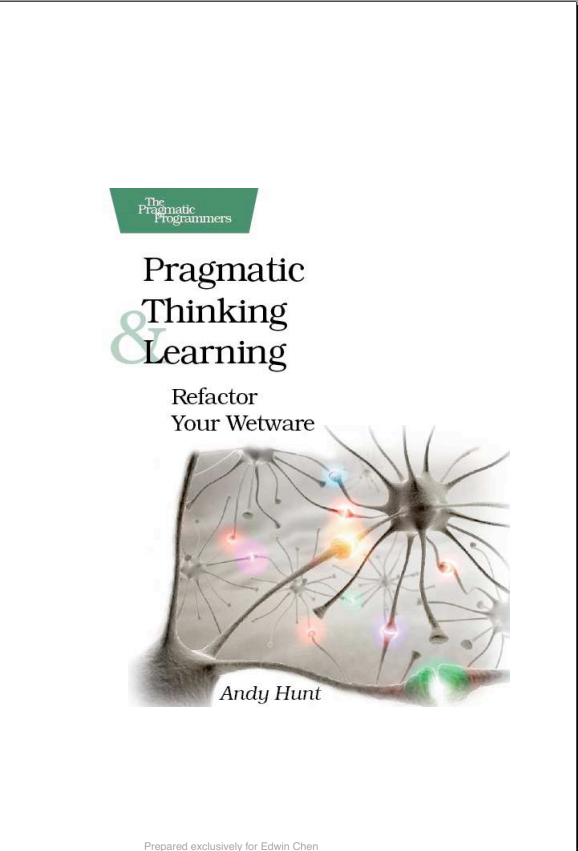 The
Pragmatic
Programmers
Pragmatic
Thinking
& Learning
Refactor
Your Wetware
Andy Hunt
Prepared exclusively for Edwin Chen